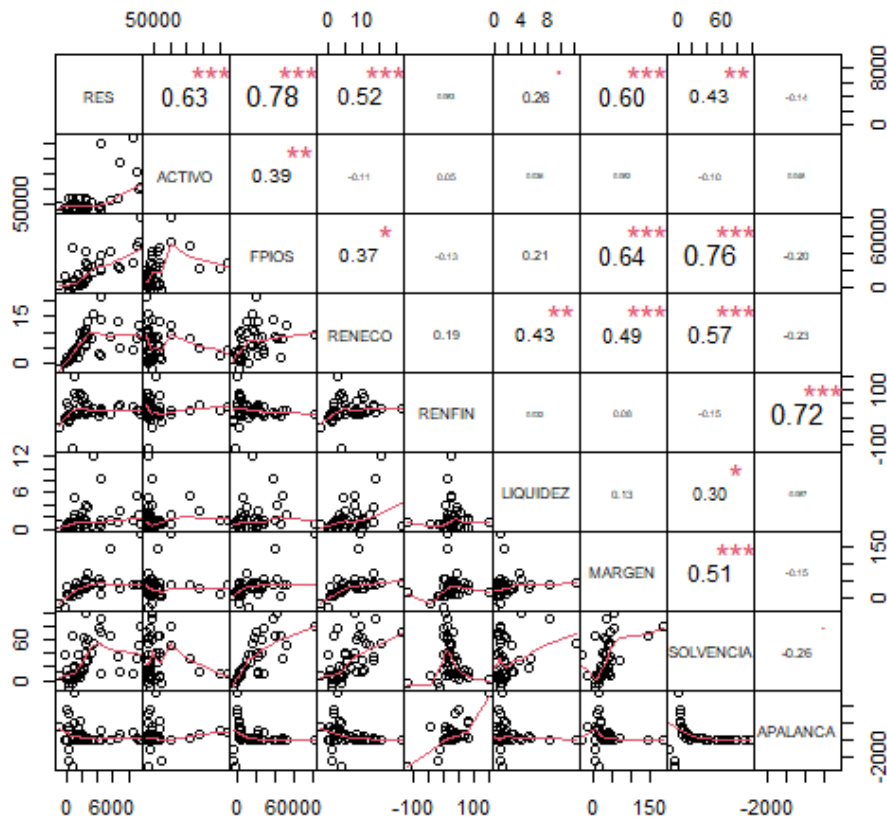 50000 0 10 0 4 8 0 60
*** *** *** . *** **
RES 0.63 0.78 0.52 0.26 0.60 0.43 -0.14 0 8000
**
50000 ACTIVO 0.39 -0.11 0.05 -0.10
* *** ***
FPIOS 0.37 -0.13 0.21 0.64 0.76 -0.20 0 60000
** *** ***
0 15 RENECO 0.19 0.43 0.49 0.57 -0.23
***
RENFIN 0.08 -0.15 0.72 -100 100
*
0 6 12 LIQUIDEZ 0.13 0.30
***
MARGEN 0.51 -0.15 0 150
.
0 60 SOLVENCIA -0.26
APALANCA -2000
0 6000 0 60000 -100 100 0 150 -2000